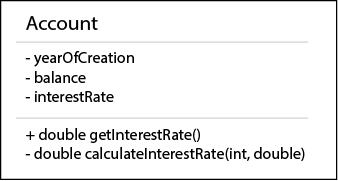 Account
- yearOfCreation
- balance
- interestRate
+ double getInterestRate()
- double calculateInterestRate(int, double)